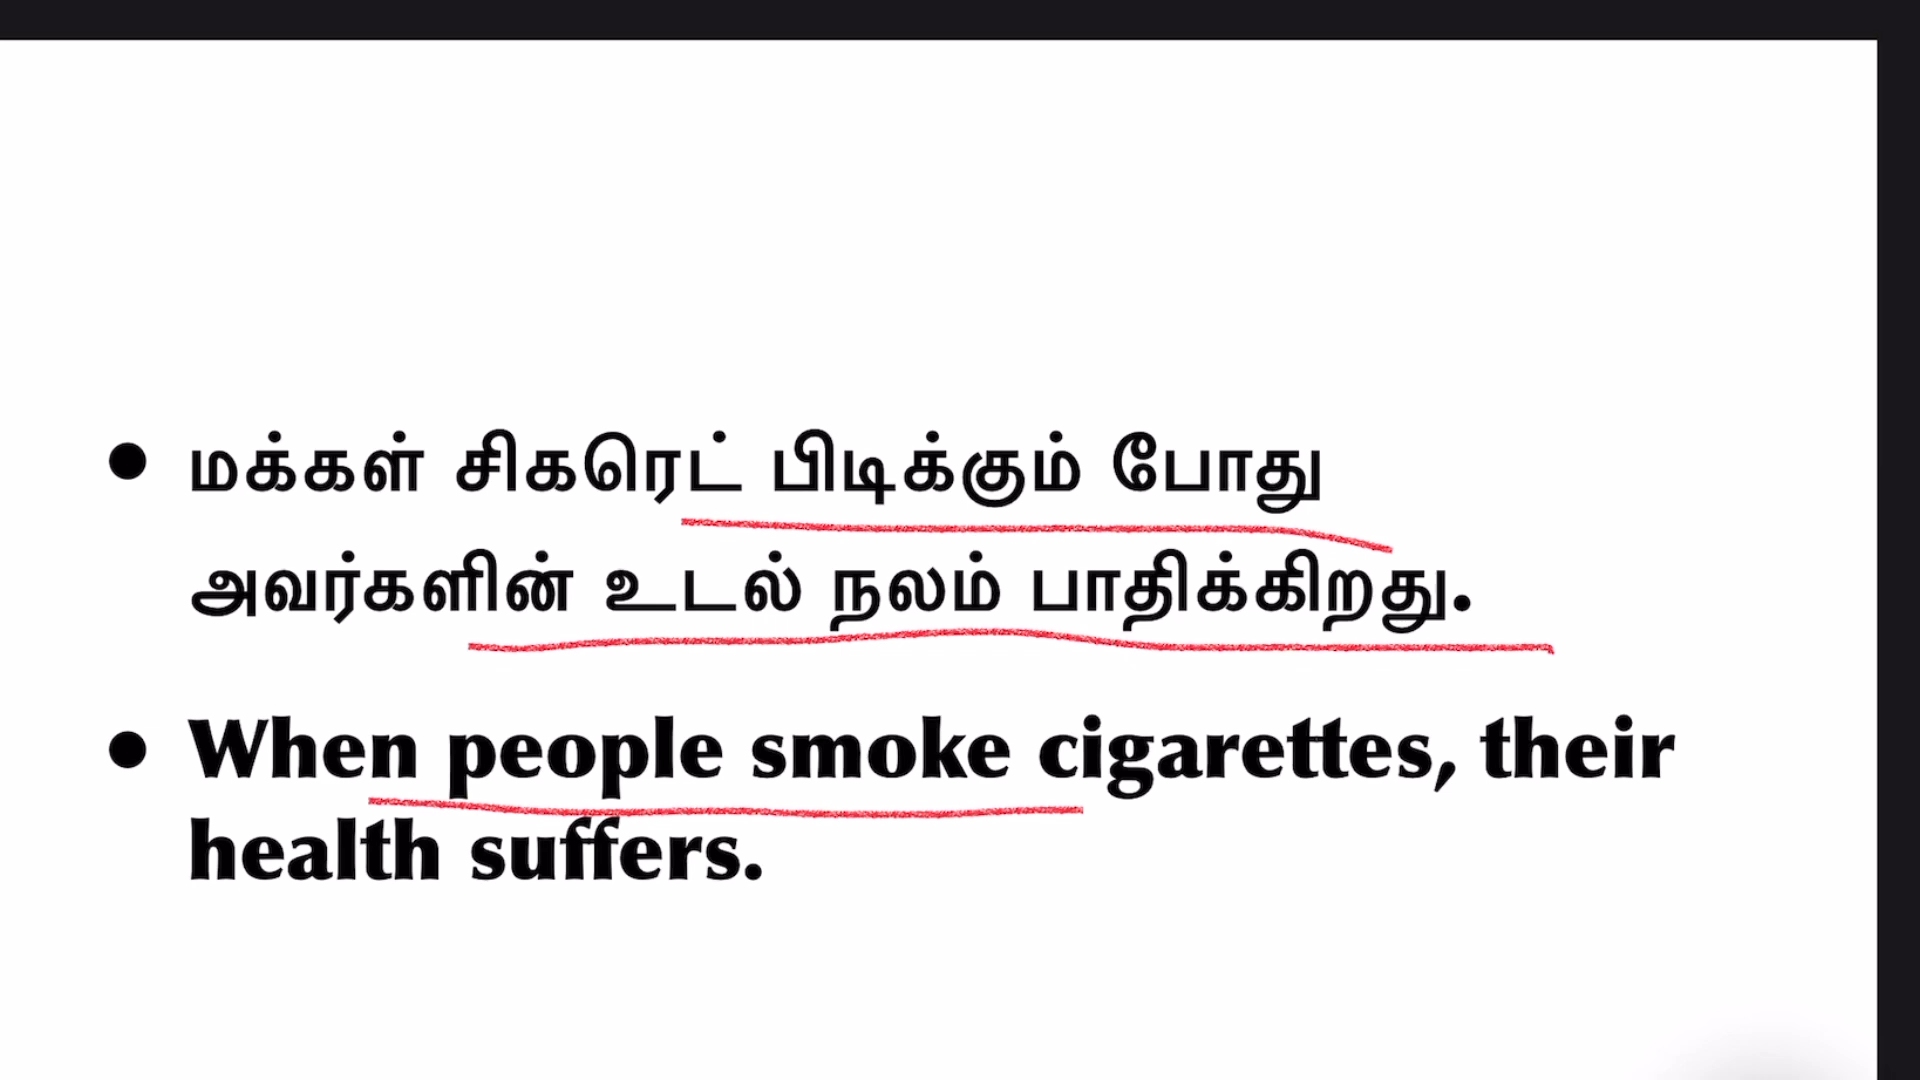 • மக்கள் சிகரெட் பிடிக்கும் போது
அவர்களின் உடல் நலம் பாதிக்கிறது.
• When people smoke cigarettes, their
health suffers.